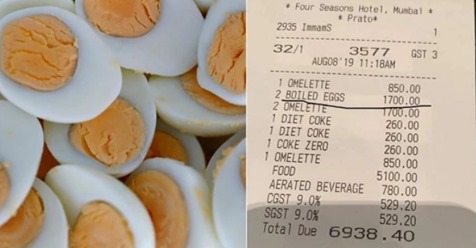 * Four Seasons Hotel, Mumbai *
* Prato*
2935 ImmamS 1
32/1 3577 GST 3
AUG08'19 11:18AM
1 OMELETTE 850.00
2 BOILED EGGS 1700.00
2 OMELETTE 1700.00
1 DIET COKE 260.00
1 DIET COKE 260.00
1 COKE ZERO 260.00
1 OMELETTE 850.00
FOOD 5100.00
AERATED BEVERAGE 780.00
CGST 9.0% 529.20
SGST 9.0% 529.20
Total Due 6938.40